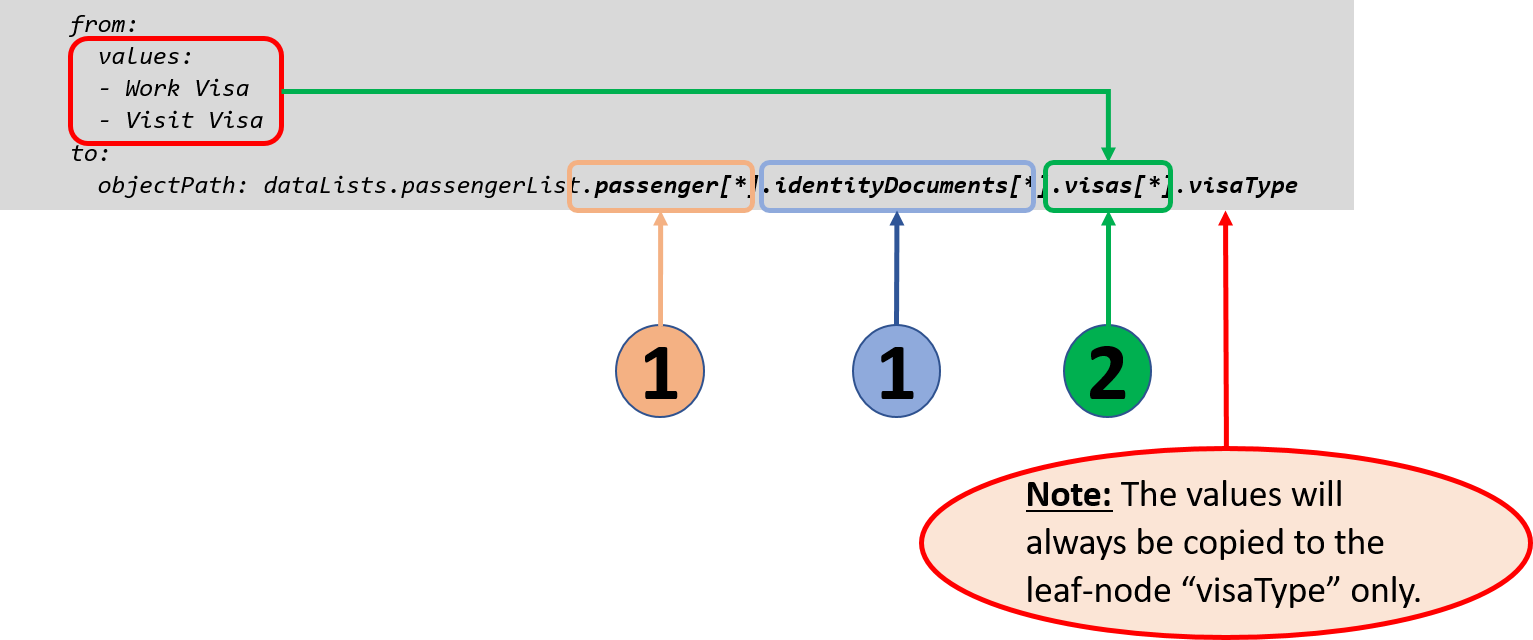 from:
values:
- Work Visa
- Visit Visa
to:
objectPath: dataLists.passengerList.passenger[*].identityDocuments[*].visas[*].visaType
1
1
2
Note: The values will
always be copied to the
leaf-node “visaType” only.